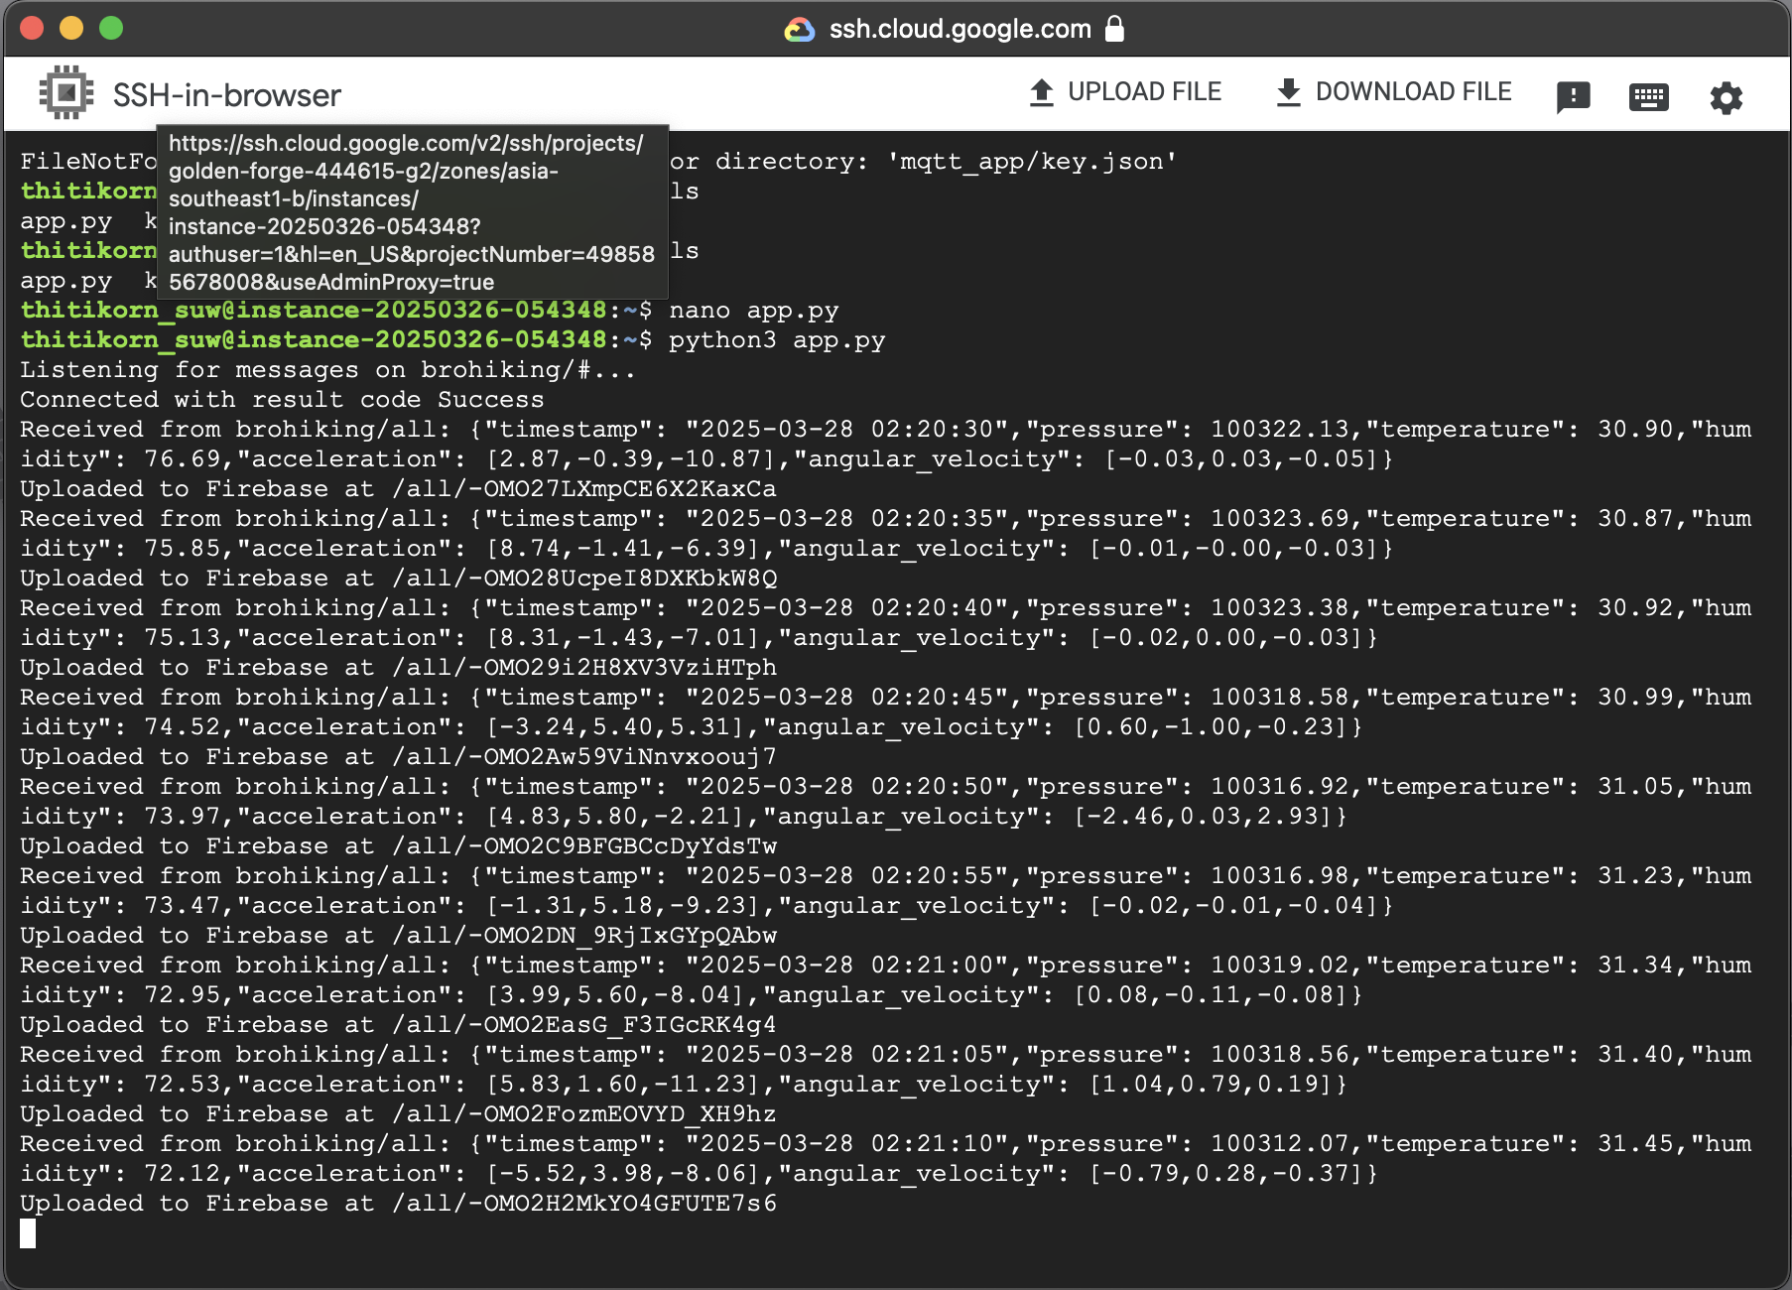 ssh.cloud.google.com
SSH-in-browser
UPLOAD FILE
DOWNLOAD FILE
https://ssh.cloud.google.com/v2/ssh/projects/
golden-forge-444615-g2/zones/asia-
southeast1-b/instances/
instance-20250326-054348?
authuser=1&hl=en_US&projectNumber=49858
5678008&useAdminProxy=true
or directory: 'mqtt_app/key.json'
thitikorn ls
app.py
thitikorn ls
app.py
thitikorn_suw@instance-20250326-054348:~$ nano app.py
thitikorn_suw@instance-20250326-054348:~$ python3 app.py
Listening for messages on brohiking/#...
Connected with result code Success
Received from brohiking/all: {"timestamp": "2025-03-28 02:20:30","pressure": 100322.13,"temperature": 30.90,"hum
idity": 76.69,"acceleration": [2.87,-0.39,-10.87],"angular_velocity": [-0.03,0.03,-0.05]}
Uploaded to Firebase at /all/-OMO27LXmpCE6X2KaxCa
Received from brohiking/all: {"timestamp": "2025-03-28 02:20:35","pressure": 100323.69,"temperature": 30.87,"hum
idity": 75.85,"acceleration": [8.74,-1.41,-6.39],"angular_velocity": [-0.01,-0.00,-0.03]}
Uploaded to Firebase at /all/-OMO28UcpeI8DXKbkW8Q
Received from brohiking/all: {"timestamp": "2025-03-28 02:20:40","pressure": 100323.38,"temperature": 30.92,"hum
idity": 75.13,"acceleration": [8.31,-1.43,-7.01],"angular_velocity": [-0.02,0.00,-0.03]}
Uploaded to Firebase at /all/-OMO29i2H8XV3VziHTph
Received from brohiking/all: {"timestamp": "2025-03-28 02:20:45","pressure": 100318.58,"temperature": 30.99,"hum
idity": 74.52,"acceleration": [-3.24,5.40,5.31],"angular_velocity": [0.60,-1.00,-0.23]}
Uploaded to Firebase at /all/-OMO2Aw59ViNnvxoouj7
Received from brohiking/all: {"timestamp": "2025-03-28 02:20:50","pressure": 100316.92,"temperature": 31.05,"hum
idity": 73.97,"acceleration": [4.83,5.80,-2.21],"angular_velocity": [-2.46,0.03,2.93]}
Uploaded to Firebase at /all/-OMO2C9BFGBCcDyYdsTw
Received from brohiking/all: {"timestamp": "2025-03-28 02:20:55","pressure": 100316.98,"temperature": 31.23,"hum
idity": 73.47,"acceleration": [-1.31,5.18,-9.23],"angular_velocity": [-0.02,-0.01,-0.04]}
Uploaded to Firebase at /all/-OMO2DN_9RjIxGYpQAbw
Received from brohiking/all: {"timestamp": "2025-03-28 02:21:00","pressure": 100319.02,"temperature": 31.34,"hum
idity": 72.95,"acceleration": [3.99,5.60,-8.04],"angular_velocity": [0.08,-0.11,-0.08]}
Uploaded to Firebase at /all/-OMO2EasG_F3IGcRK4g4
Received from brohiking/all: {"timestamp": "2025-03-28 02:21:05","pressure": 100318.56,"temperature": 31.40,"hum
idity": 72.53,"acceleration": [5.83,1.60,-11.23],"angular_velocity": [1.04,0.79,0.19]}
Uploaded to Firebase at /all/-OMO2FozmEOVYD_XH9hz
Received from brohiking/all: {"timestamp": "2025-03-28 02:21:10","pressure": 100312.07,"temperature": 31.45,"hum
idity": 72.12,"acceleration": [-5.52,3.98,-8.06],"angular_velocity": [-0.79,0.28,-0.37]}
Uploaded to Firebase at /all/-OMO2H2MkYO4GFUTE7s6